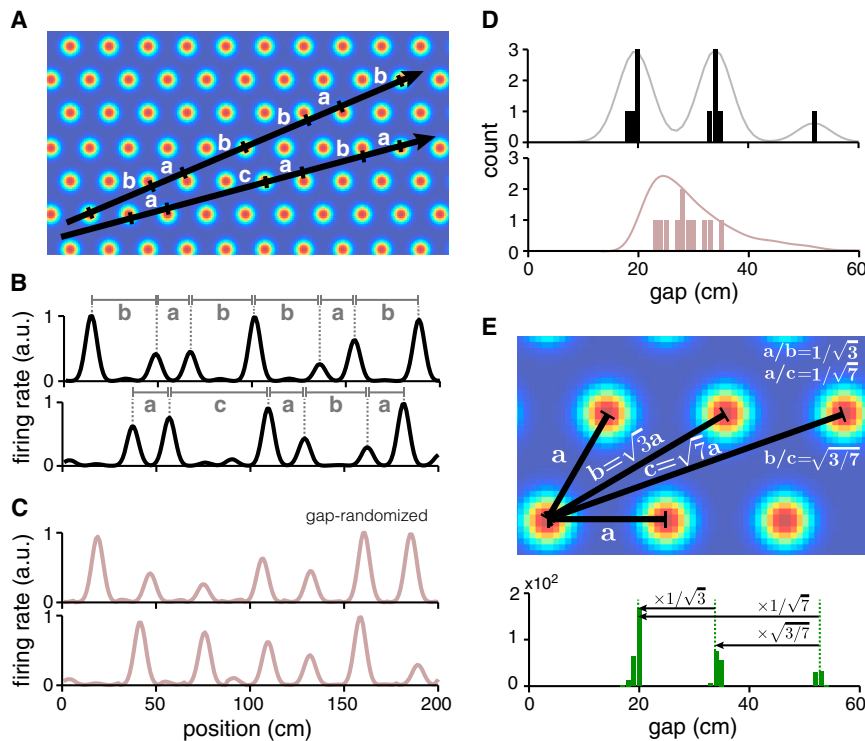 A
b
a
b
b
a
b
b
a
c
a
b
a
B
firing rate (a.u.)
1
0
b
a
b
b
a
b
1
0
a
c
a
b
a
C
gap-randomized
firing rate (a.u.)
1
0
1
0
0
50
100
150
200
position (cm)
D
count
3
2
1
0
3
2
1
0
0
20
40
60
gap (cm)
E
a/b=1/√3
a/c=1/√7
a
b=√3a
c=√7a
b/c=√3/7
a
×10²
2
1
0
×1/√3
×1/√7
×√3/7
0
20
40
60
gap (cm)